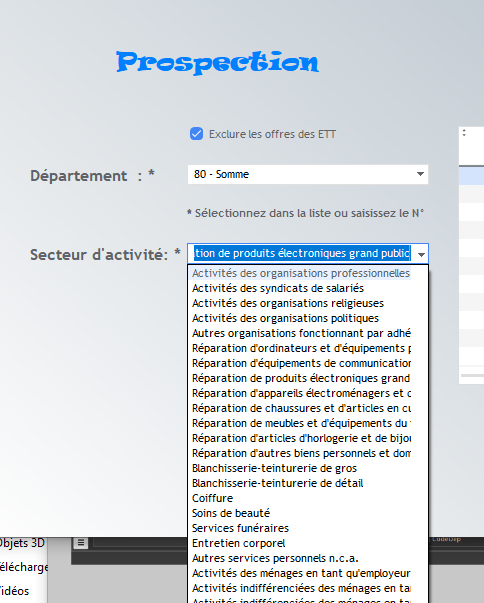 Prospection
Exclure les offres des ETT
Département : * 80 - Somme
* Sélectionnez dans la liste ou saisissez le N°
Secteur d'activité: * tion de produits électroniques grand public
Activités des organisations professionnelles
Activités des syndicats de salariés
Activités des organisations religieuses
Activités des organisations politiques
Autres organisations fonctionnant par adhé
Réparation d'ordinateurs et d'équipements p
Réparation d'équipements de communication
Réparation de produits électroniques grand
Réparation d'appareils électroménagers et d
Réparation de chaussures et d'articles en cu
Réparation de meubles et d'équipements du
Réparation d'articles d'horlogerie et de bijou
Réparation d'autres biens personnels et dom
Blanchisserie-teinturerie de gros
Blanchisserie-teinturerie de détail
Coiffure
Soins de beauté
Services funéraires
Entretien corporel
Objets 3D
Autres services personnels n.c.a.
Télécharge
Activités des ménages en tant qu'employeur
Activités indifférenciées des ménages en ta
Vidéos
Activités indifférenciées des ménages en ta